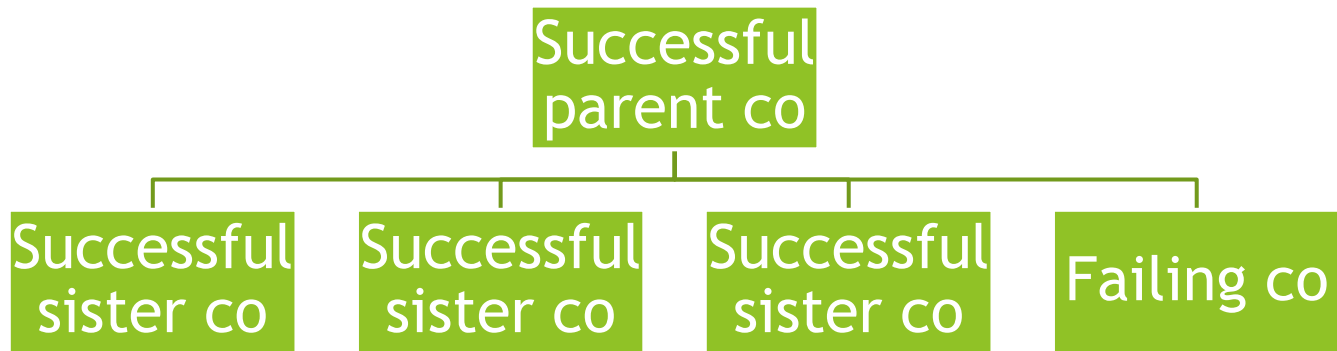 Successful
parent co
Successful
sister co
Successful
sister co
Successful
sister co
Failing co